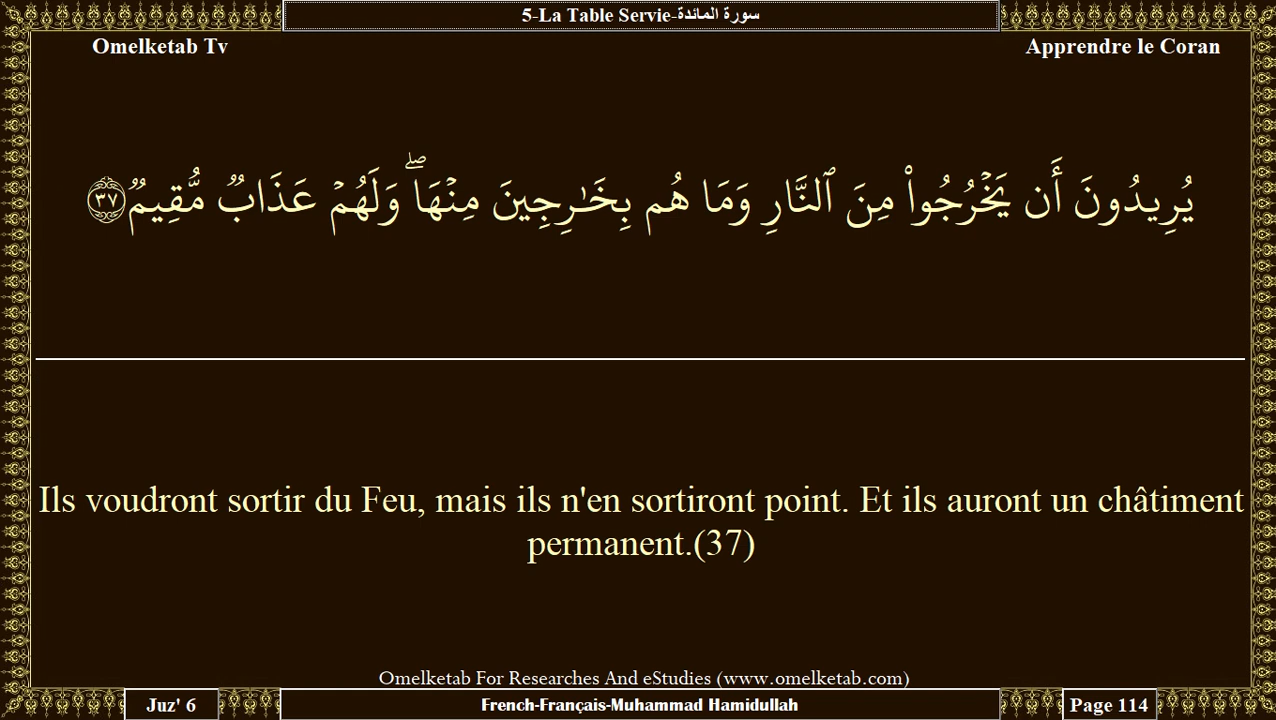 5-La Table Servie-سورة المائدة
Omelketab Tv
Apprendre le Coran
يُرِيدُونَ أَن يَخۡرُجُواْ مِنَ ٱلنَّارِ وَمَا هُم بِخَٰرِجِينَ مِنۡهَاۖ وَلَهُمۡ عَذَابٞ مُّقِيمٞ ٣٧
Ils voudront sortir du Feu, mais ils n'en sortiront point. Et ils auront un châtiment
permanent.(37)
Omelketab For Researches And eStudies (www.omelketab.com)
Juz' 6
French-Français-Muhammad Hamidullah
Page 114